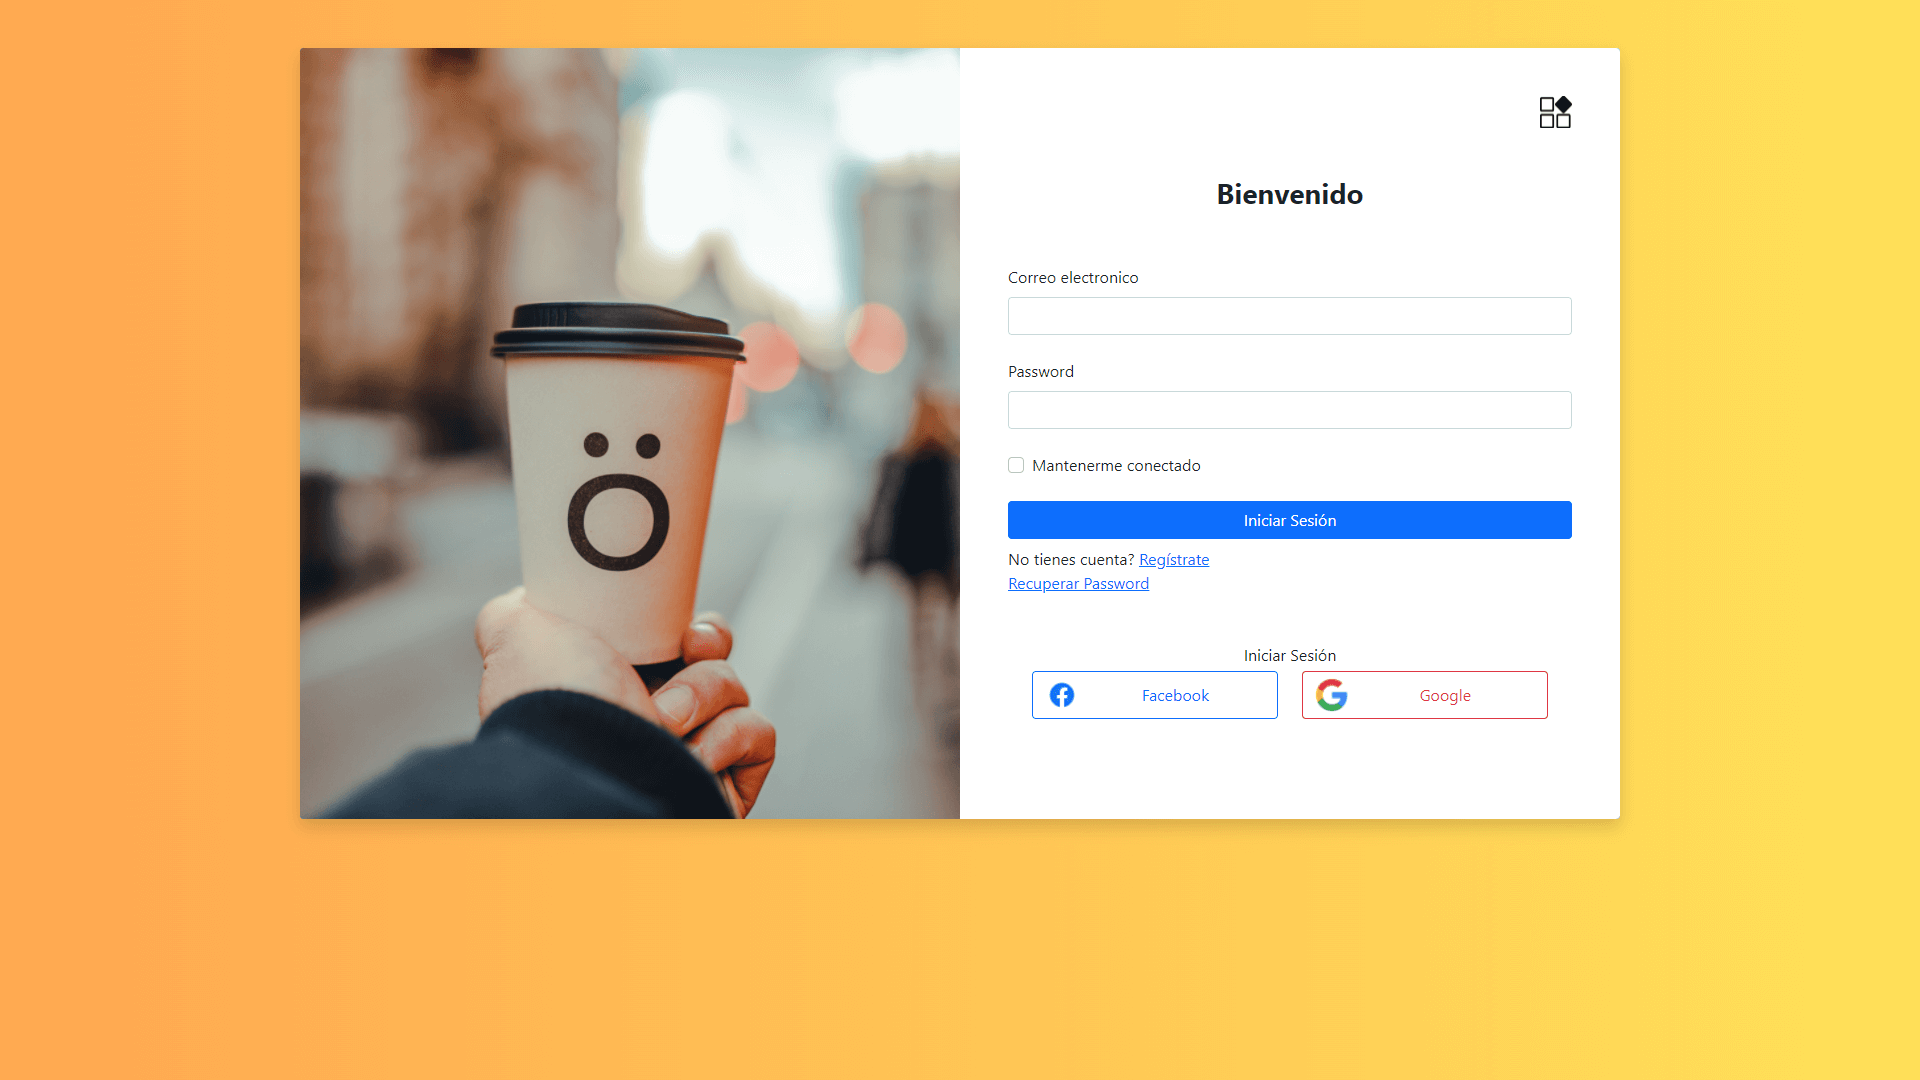 Bienvenido
Correo electronico
Password
Mantenerme conectado
Iniciar Sesión
No tienes cuenta? Regístrate
Recuperar Password
Iniciar Sesión
Facebook
Google
ö